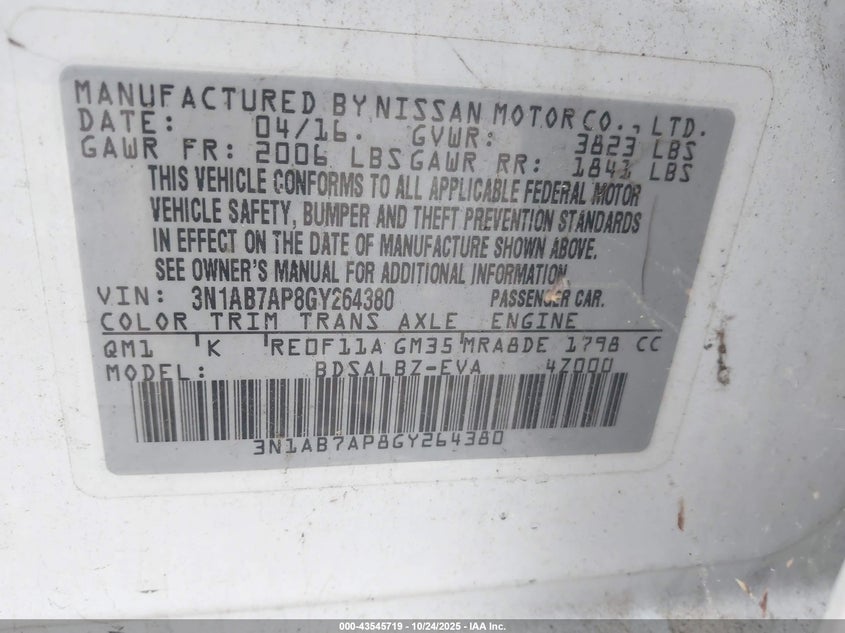 MANUFACTURED BY NISSAN MOTOR CO., LTD.
DATE: 04/16. GVWR: 3823 LBS
GAWR FR: 2006 LBS GAWR RR: 1841 LBS
THIS VEHICLE CONFORMS TO ALL APPLICABLE FEDERAL MOTOR
VEHICLE SAFETY, BUMPER AND THEFT PREVENTION STANDARDS
IN EFFECT ON THE DATE OF MANUFACTURE SHOWN ABOVE.
SEE OWNER'S MANUAL FOR ADDITIONAL INFORMATION.
VIN: 3N1AB7AP8GY264380 PASSENGER CAR.
COLOR TRIM TRANS AXLE ENGINE
QM1 'K 'RE0F11A GM35 'MRA8DE 1798 CC
MODEL: BDSALBZ-EVA 4Z000
3N1AB7AP8GY264380
000-43545719 - 10/24/2025 - IAA Inc.